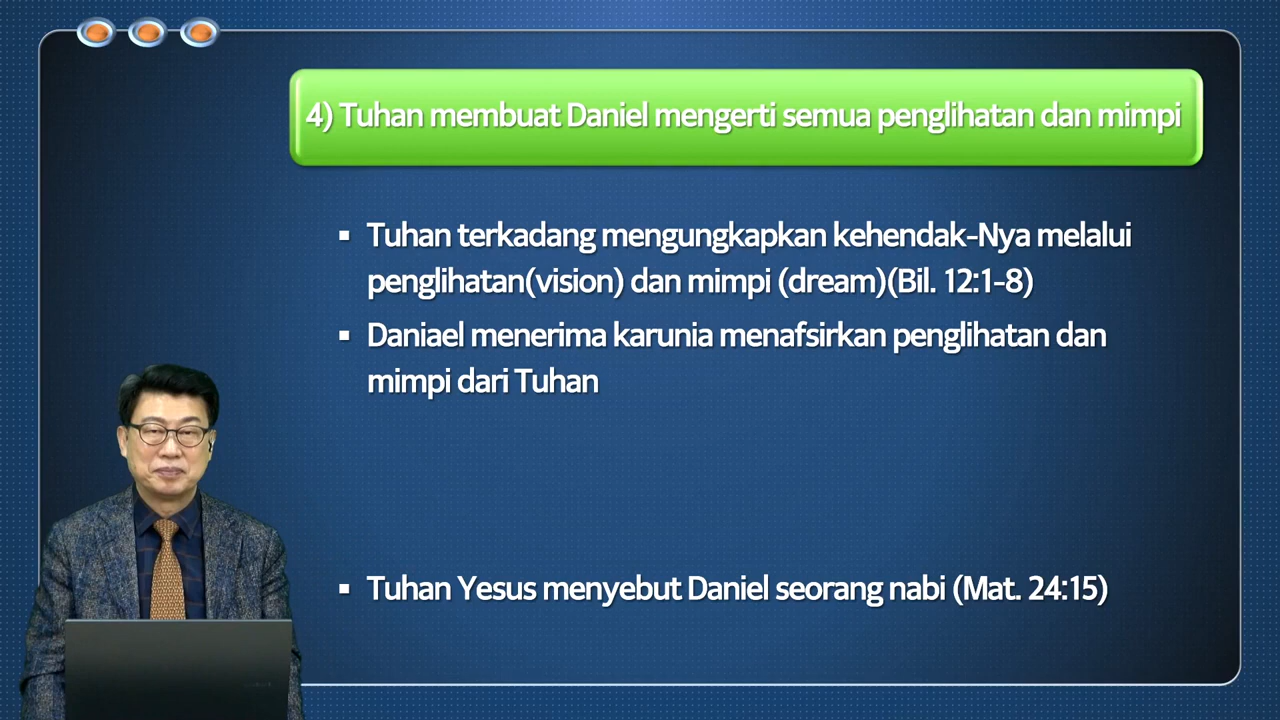 4) Tuhan membuat Daniel mengerti semua penglihatan dan mimpi
▪ Tuhan terkadang mengungkapkan kehendak-Nya melalui
penglihatan(vision) dan mimpi (dream)(Bil. 12:1-8)
▪ Daniael menerima karunia menafsirkan penglihatan dan
mimpi dari Tuhan
▪ Tuhan Yesus menyebut Daniel seorang nabi (Mat. 24:15)